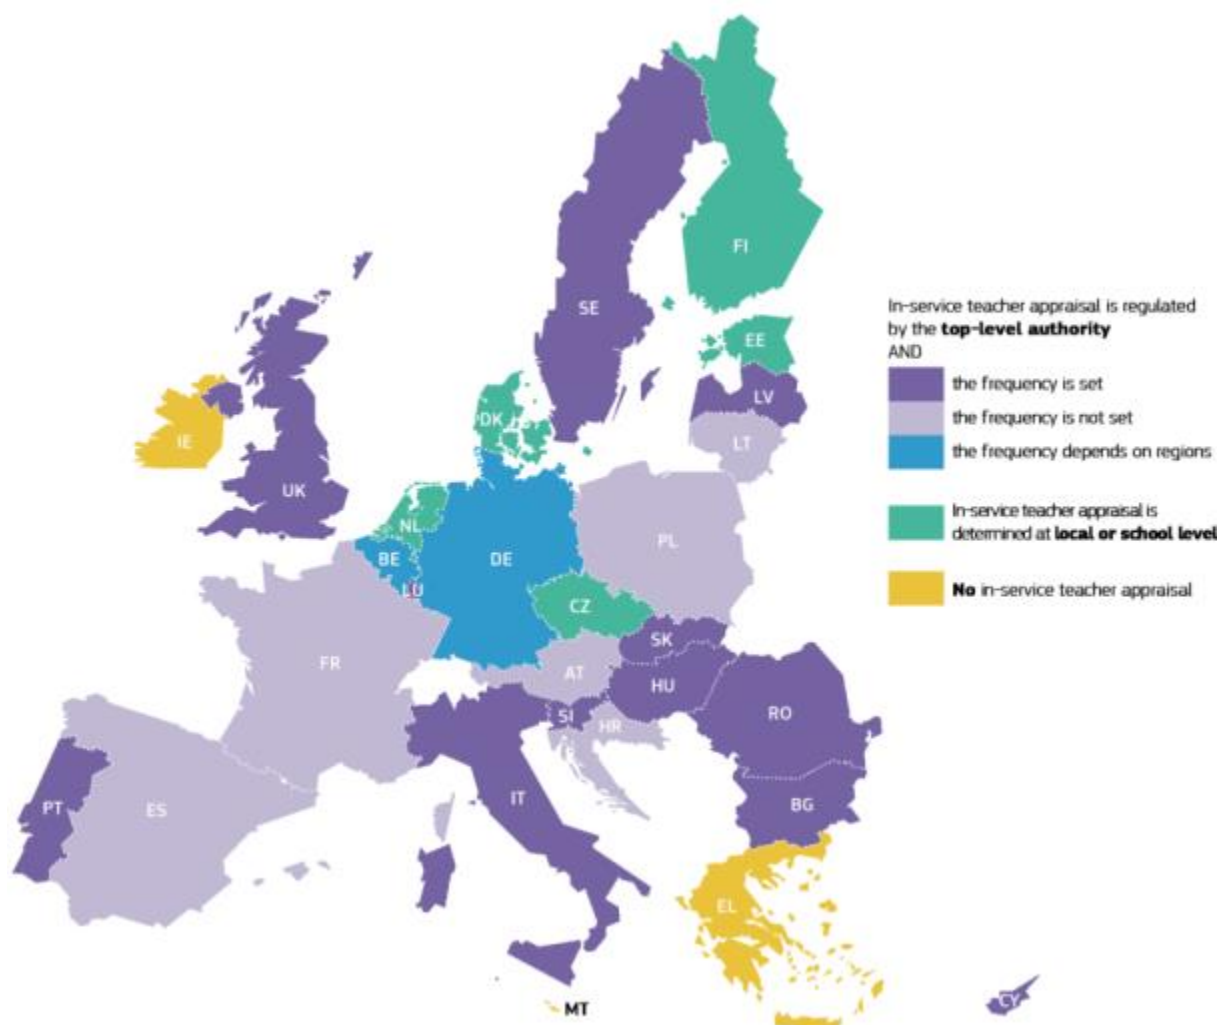 FI
SE
EE
LV
DK
LT
IE
UK
NL
PL
BE
DE
LU
CZ
SK
FR
AT
HU
SI
HR
RO
PT
ES
IT
BG
EL
CY
MT
In-service teacher appraisal is regulated
by the top-level authority
AND
the frequency is set
the frequency is not set
the frequency depends on regions
In-service teacher appraisal is
determined at local or school level
No in-service teacher appraisal